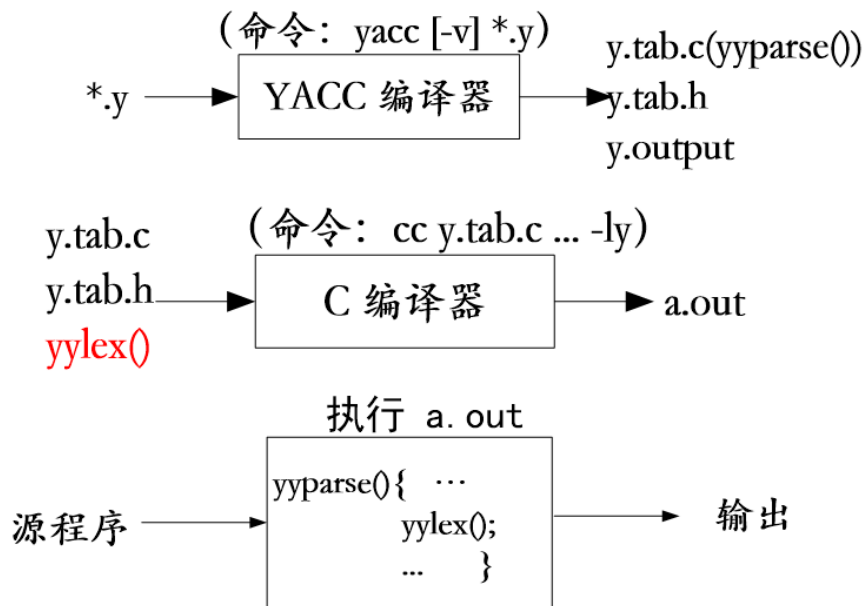 (命令: yacc [-v] *.y)
*.y
YACC 编译器
y.tab.c(yyparse())
y.tab.h
y.output
(命令: cc y.tab.c ... -ly)
y.tab.c
y.tab.h
yylex()
C 编译器
a.out
执行 a.out
源程序
yyparse(){ …
yylex();
... }
输出